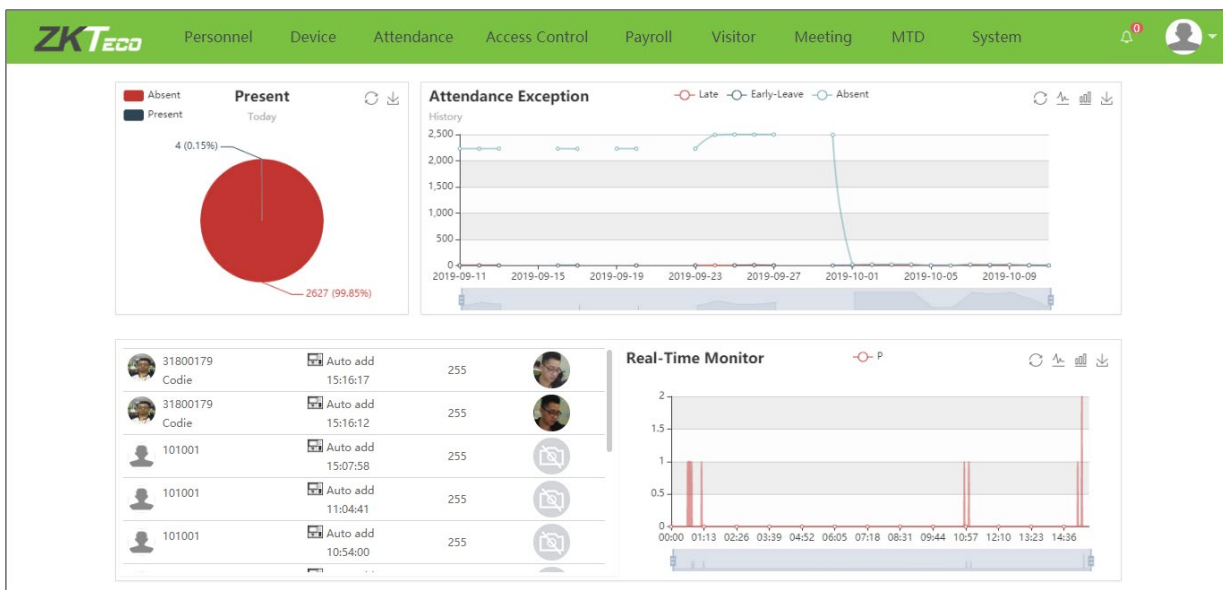 ZKTeco
Personnel Device Attendance Access Control Payroll Visitor Meeting MTD System
0
Absent
Present
Present
Today
4 (0.15%)
2627 (99.85%)
Attendance Exception
History
Late Early-Leave Absent
2,500
2,000
1,500
1,000
500
0
2019-09-11 2019-09-15 2019-09-19 2019-09-23 2019-09-27 2019-10-01 2019-10-05 2019-10-09
31800179 Auto add
Codie 15:16:17 255
31800179 Auto add
Codie 15:16:12 255
101001 Auto add
15:07:58 255
101001 Auto add
11:04:41 255
101001 Auto add
10:54:00 255
Real-Time Monitor
P
2
1.5
1
0.5
0
00:00 01:13 02:26 03:39 04:52 06:05 07:18 08:31 09:44 10:57 12:10 13:23 14:36